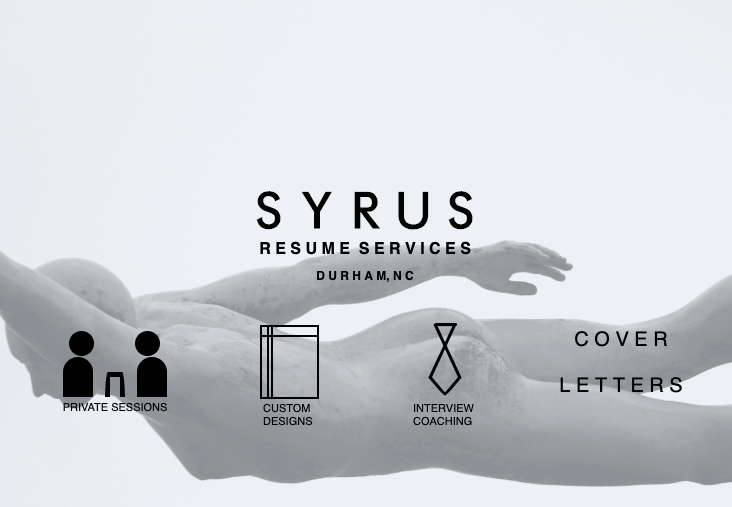 SYRUS
RESUME SERVICES
DURHAM, NC
PRIVATE SESSIONS
CUSTOM
DESIGNS
INTERVIEW
COACHING
COVER
LETTERS